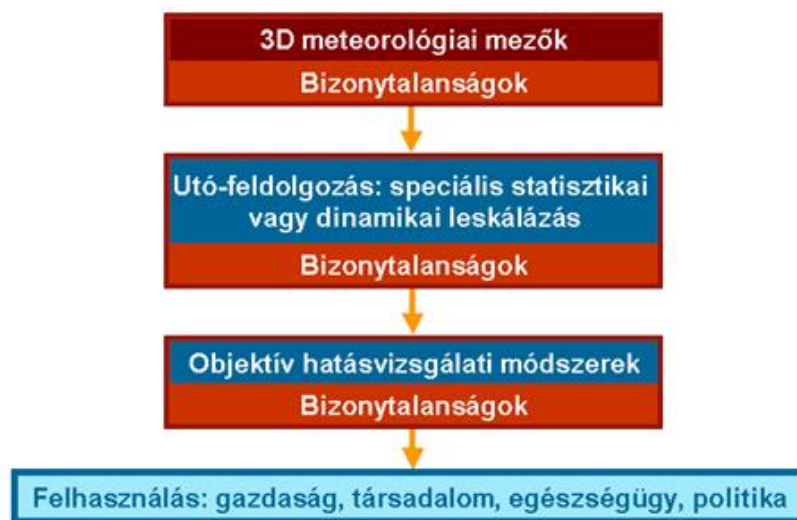 3D meteorológiai mezők
Bizonytalanságok
Utó-feldolgozás: speciális statisztikai
vagy dinamikai leskálázás
Bizonytalanságok
Objektív hatásvizsgálati módszerek
Bizonytalanságok
Felhasználás: gazdaság, társadalom, egészségügy, politika